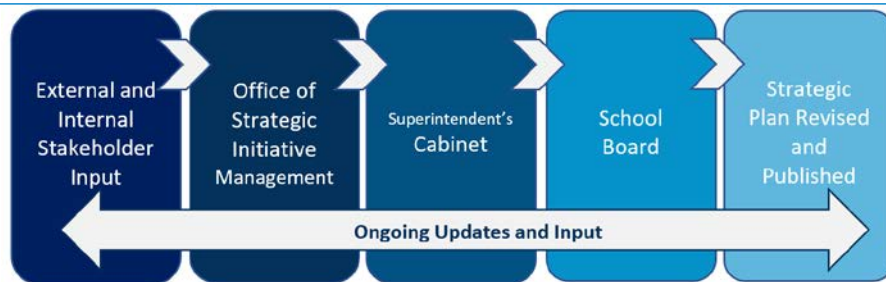 External and
Internal
Stakeholder
Input
Office of
Strategic
Initiative
Management
Superintendent's
Cabinet
School
Board
Strategic
Plan Revised
and
Published
Ongoing Updates and Input